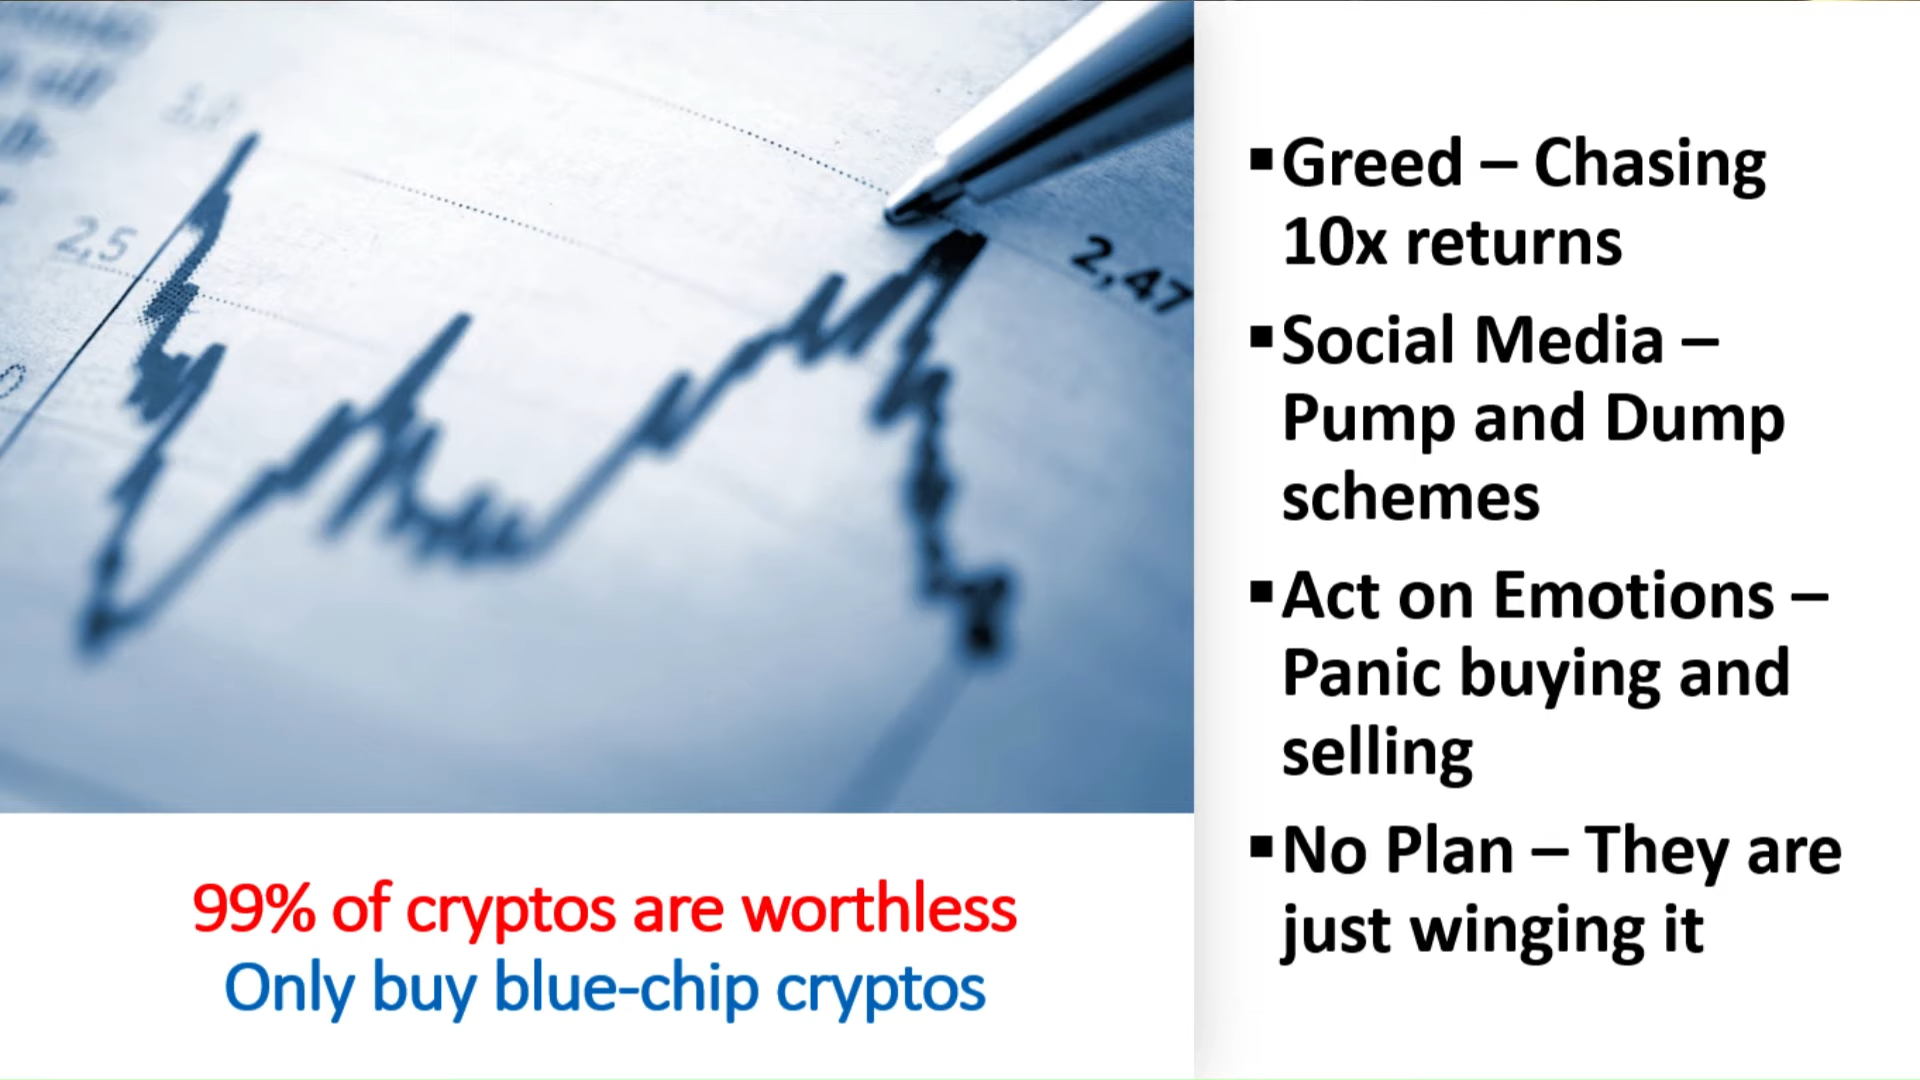 2,5
2,47
99% of cryptos are worthless
Only buy blue-chip cryptos
▪Greed – Chasing
10x returns
▪Social Media –
Pump and Dump
schemes
▪Act on Emotions –
Panic buying and
selling
▪No Plan – They are
just winging it